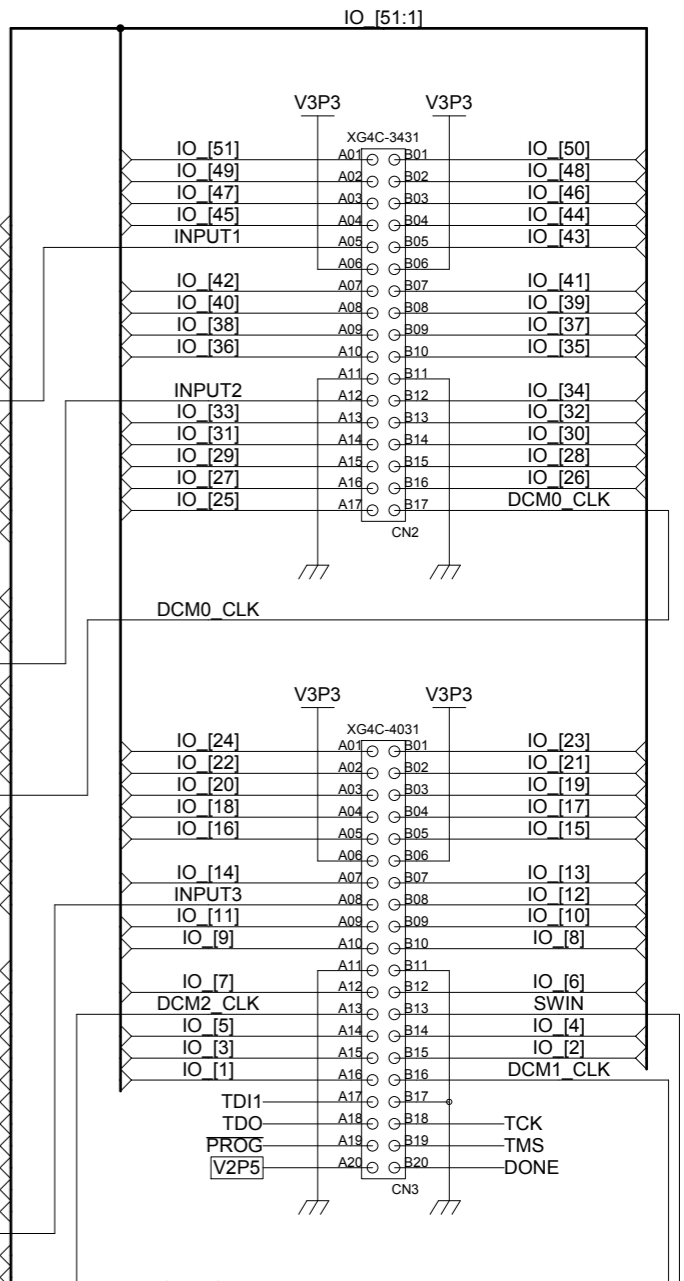 IO_[51:1]
V3P3 V3P3
XG4C-3431
IO_[51] A01 B01 IO_[50]
IO_[49] A02 B02 IO_[48]
IO_[47] A03 B03 IO_[46]
IO_[45] A04 B04 IO_[44]
INPUT1 A05 B05 IO_[43]
A06 B06
IO_[42] A07 B07 IO_[41]
IO_[40] A08 B08 IO_[39]
IO_[38] A09 B09 IO_[37]
IO_[36] A10 B10 IO_[35]
A11 B11
INPUT2 A12 B12 IO_[34]
IO_[33] A13 B13 IO_[32]
IO_[31] A14 B14 IO_[30]
IO_[29] A15 B15 IO_[28]
IO_[27] A16 B16 IO_[26]
IO_[25] A17 B17 DCM0_CLK
CN2
DCM0_CLK
V3P3 V3P3
XG4C-4031
IO_[24] A01 B01 IO_[23]
IO_[22] A02 B02 IO_[21]
IO_[20] A03 B03 IO_[19]
IO_[18] A04 B04 IO_[17]
IO_[16] A05 B05 IO_[15]
A06 B06
IO_[14] A07 B07 IO_[13]
INPUT3 A08 B08 IO_[12]
IO_[11] A09 B09 IO_[10]
IO_[9] A10 B10 IO_[8]
A11 B11
IO_[7] A12 B12 IO_[6]
DCM2_CLK A13 B13 SWIN
IO_[5] A14 B14 IO_[4]
IO_[3] A15 B15 IO_[2]
IO_[1] A16 B16 DCM1_CLK
TDI1 A17 B17
TDO A18 B18 TCK
PROG A19 B19 TMS
V2P5 A20 B20 DONE
CN3